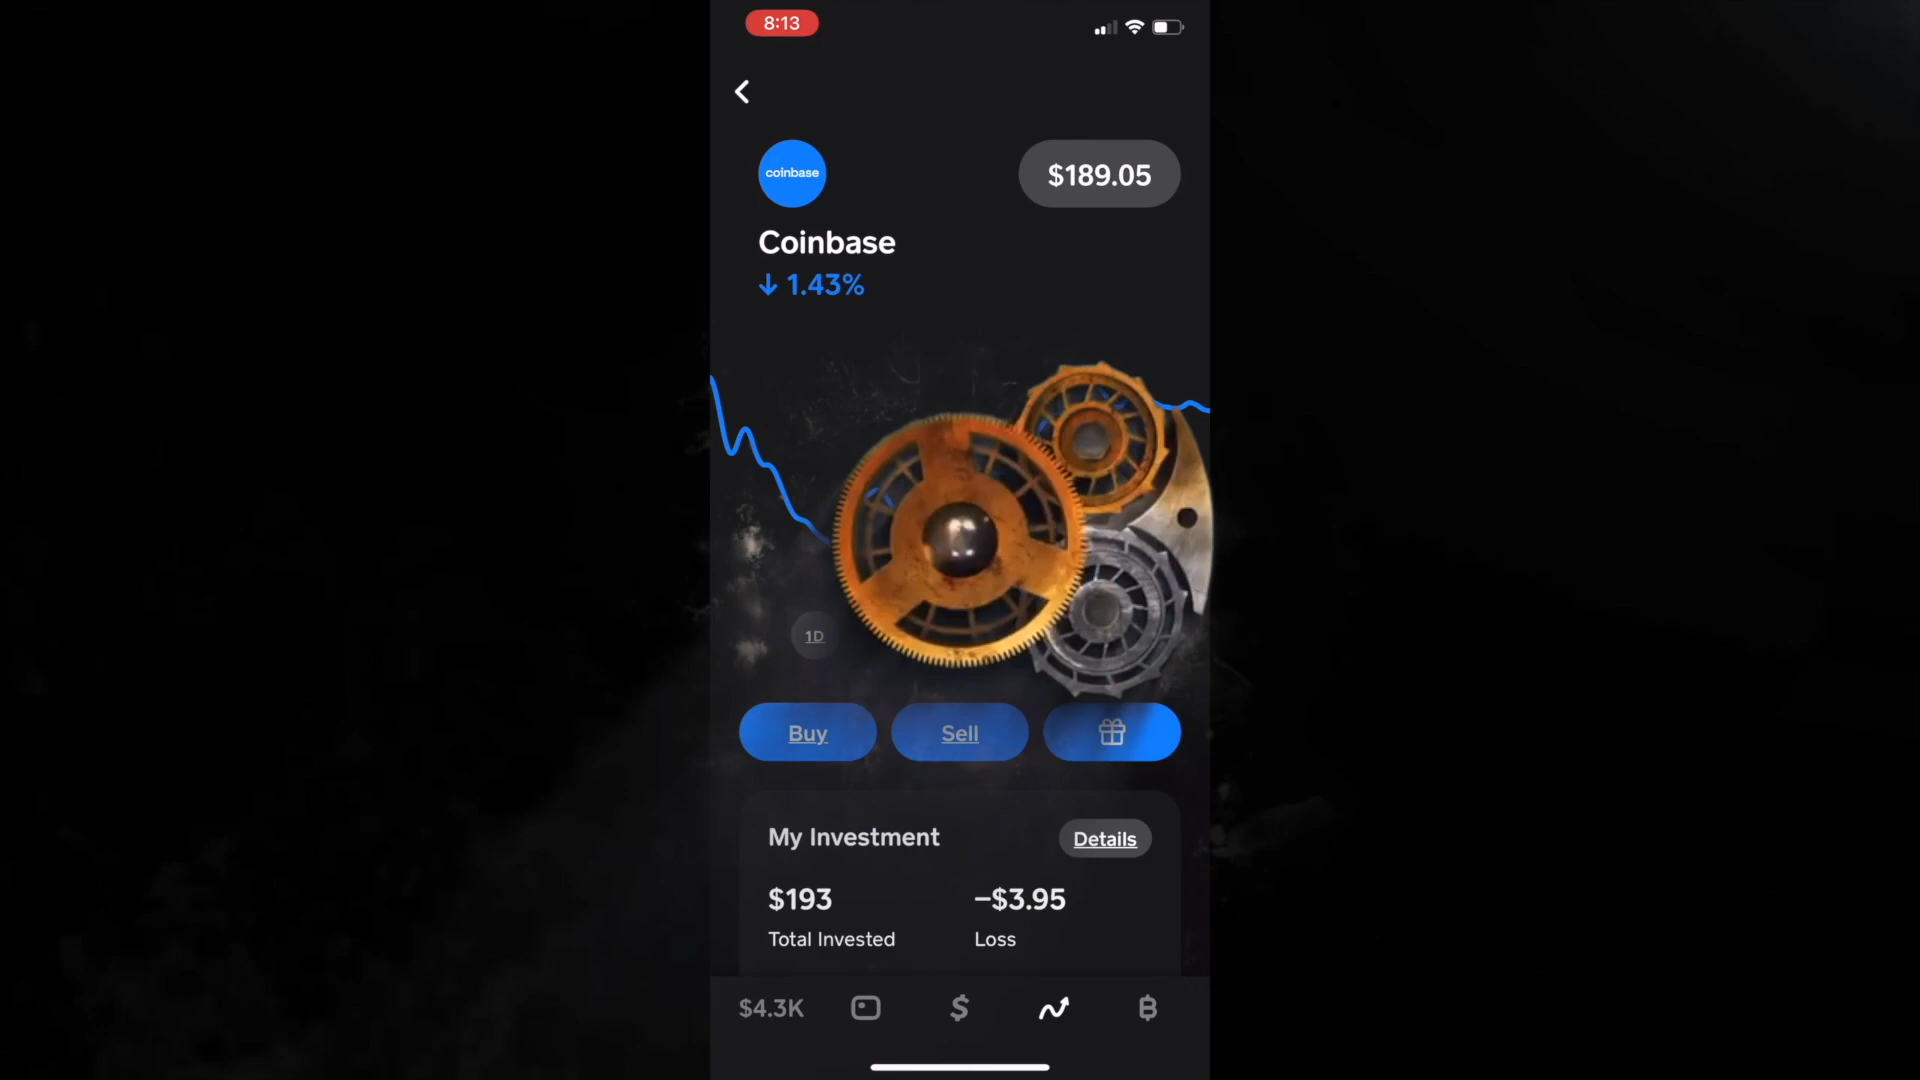 8:13
coinbase
$189.05
Coinbase
↓ 1.43%
1D
Buy
Sell
My Investment
Details
$193
–$3.95
Total Invested
Loss
$4.3K